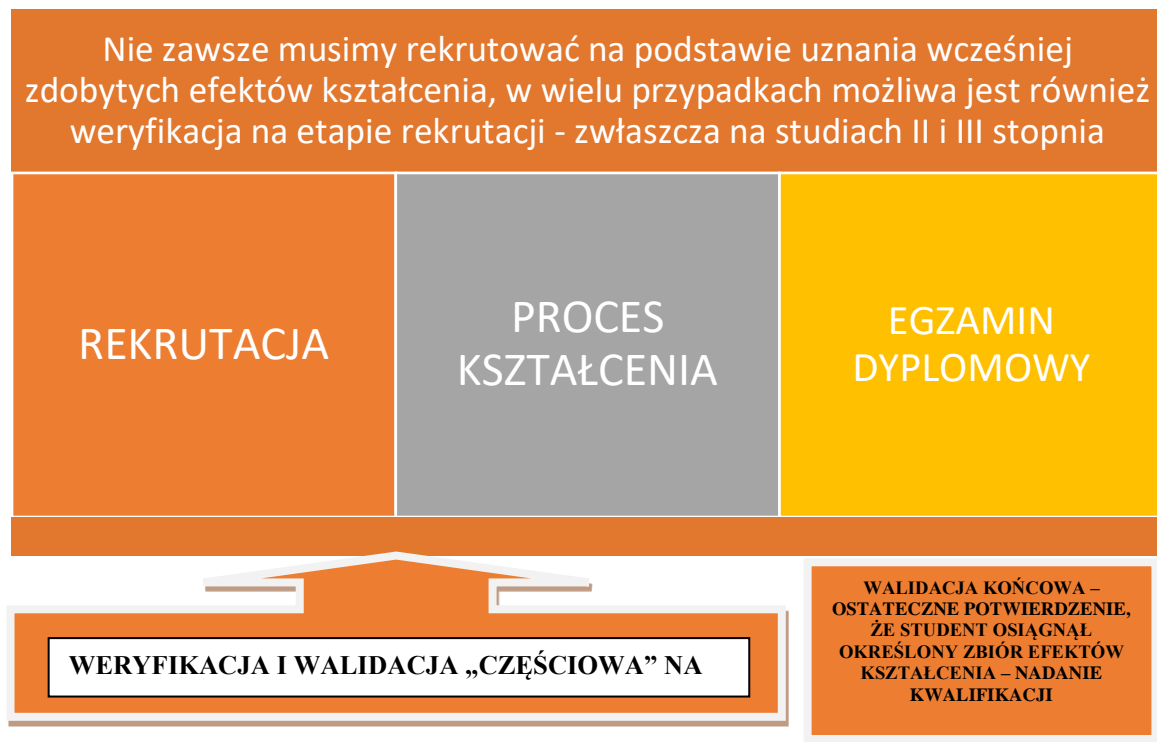 Nie zawsze musimy rekrutować na podstawie uznania wcześniej
zdobytych efektów kształcenia, w wielu przypadkach możliwa jest również
weryfikacja na etapie rekrutacji - zwłaszcza na studiach II i III stopnia
REKRUTACJA
PROCES
KSZTAŁCENIA
EGZAMIN
DYPLOMOWY
WERYFIKACJA I WALIDACJA „CZĘŚCIOWA” NA
WALIDACJA KOŃCOWA –
OSTATECZNE POTWIERDZENIE,
ŻE STUDENT OSIĄGNĄŁ
OKREŚLONY ZBIÓR EFEKTÓW
KSZTAŁCENIA – NADANIE
KWALIFIKACJI